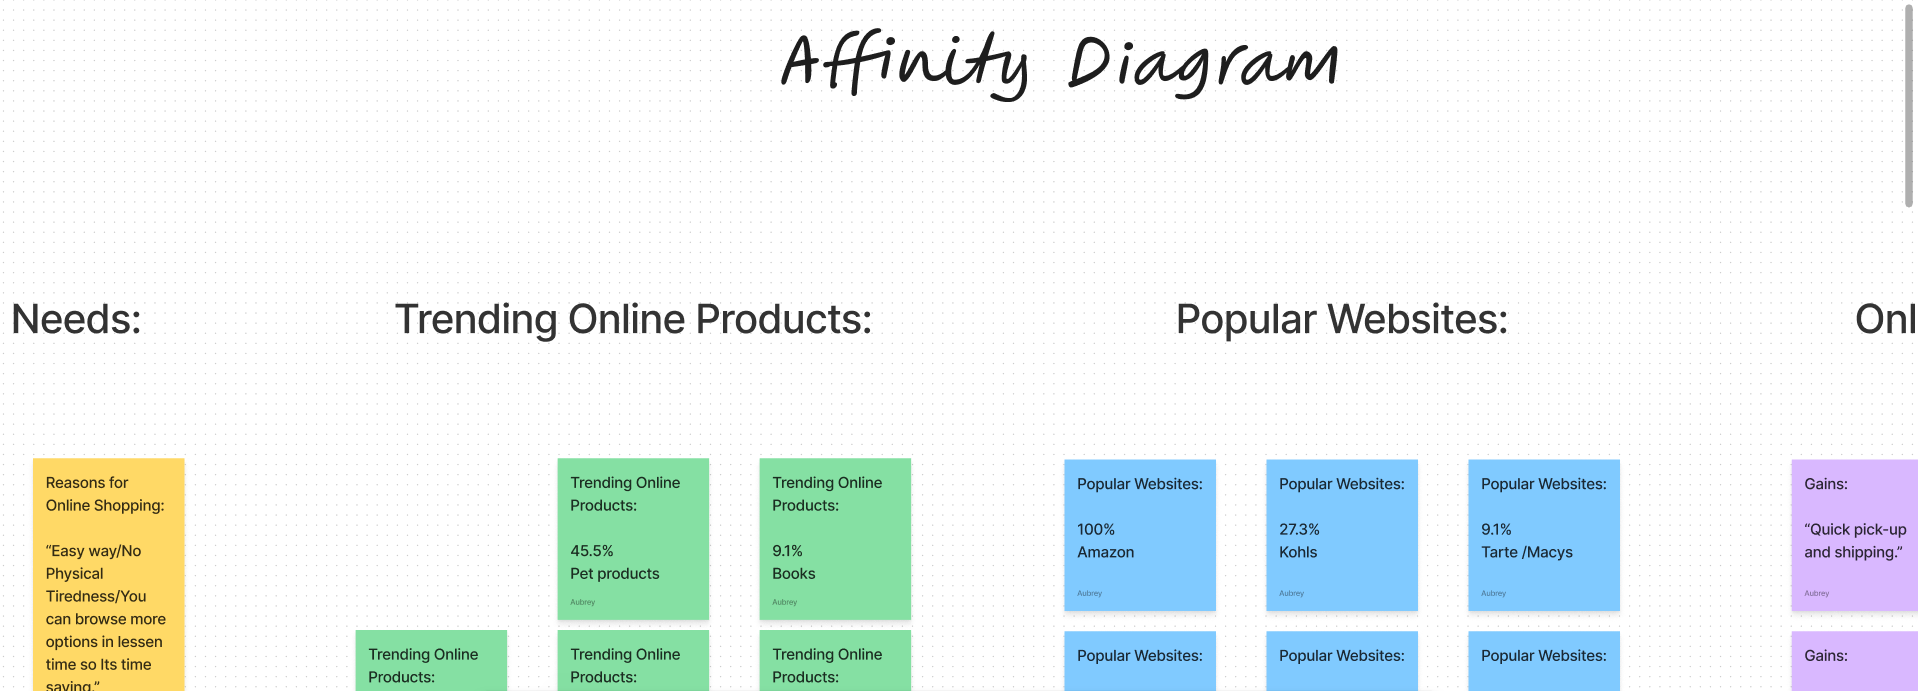 Affinity Diagram
Needs:
Trending Online Products:
Popular Websites:
Onl
Reasons for
Online Shopping:
“Easy way/No
Physical
Tiredness/You
can browse more
options in lessen
time so Its time
saving.”
Trending Online
Products:
45.5%
Pet products
Aubrey
Trending Online
Products:
9.1%
Books
Aubrey
Popular Websites:
100%
Amazon
Aubrey
Popular Websites:
27.3%
Kohls
Aubrey
Popular Websites:
9.1%
Tarte /Macys
Aubrey
Gains:
“Quick pick-up
and shipping.”
Aubrey
Trending Online
Products:
Trending Online
Products:
Trending Online
Products:
Popular Websites:
Popular Websites:
Popular Websites:
Gains: